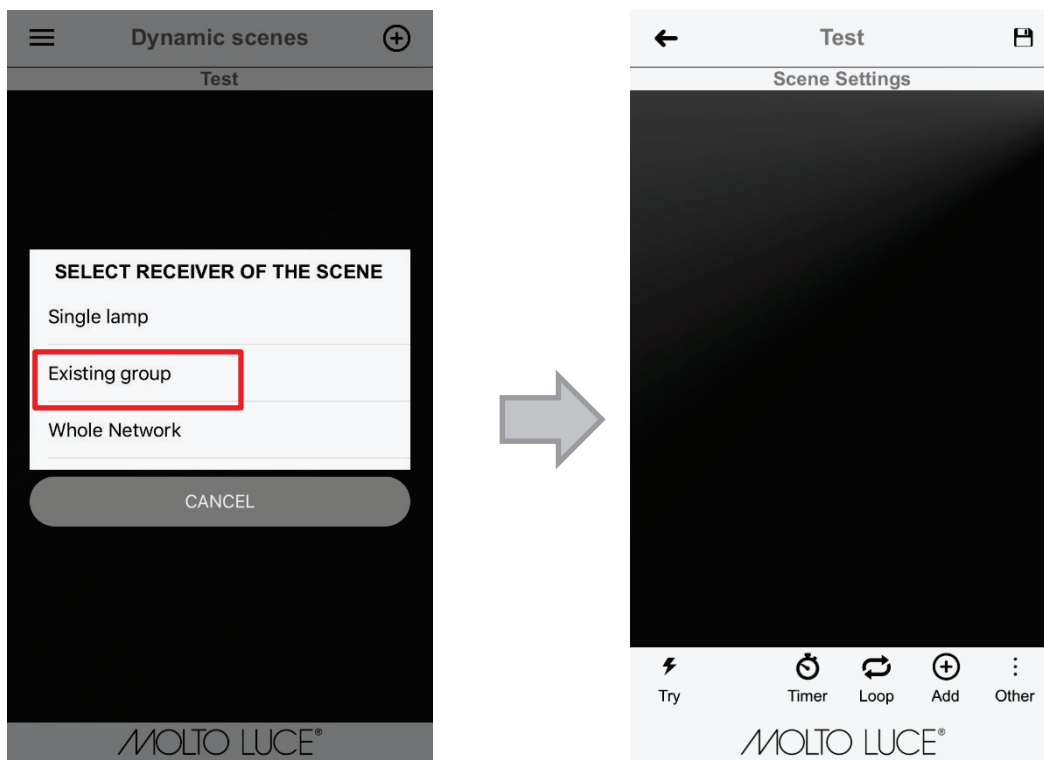 Dynamic scenes
Test
SELECT RECEIVER OF THE SCENE
Single lamp
Existing group
Whole Network
CANCEL
MOLTO LUCE®
Test
Scene Settings
Try
Timer
Loop
Add
Other
MOLTO LUCE®